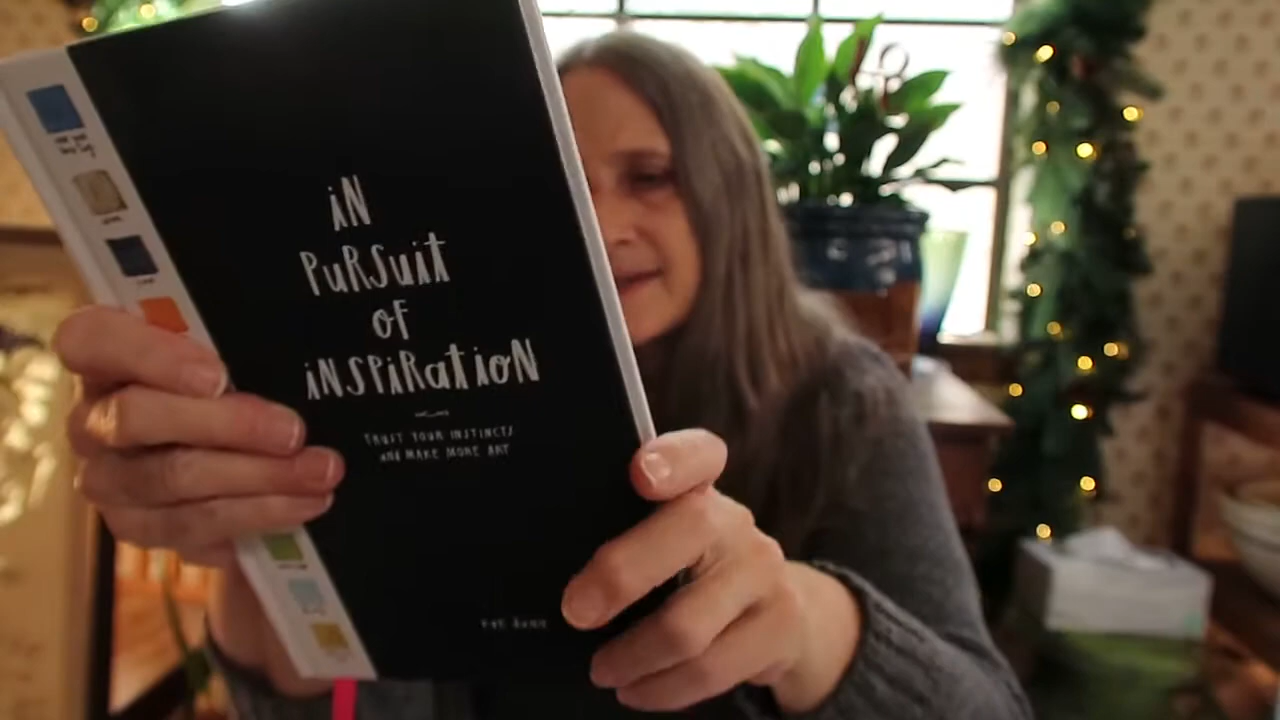 iN
PuRSuit
OF
iNSPiRatioN
TRUST YOUR INSTINCTS
and MAKE MORE ART